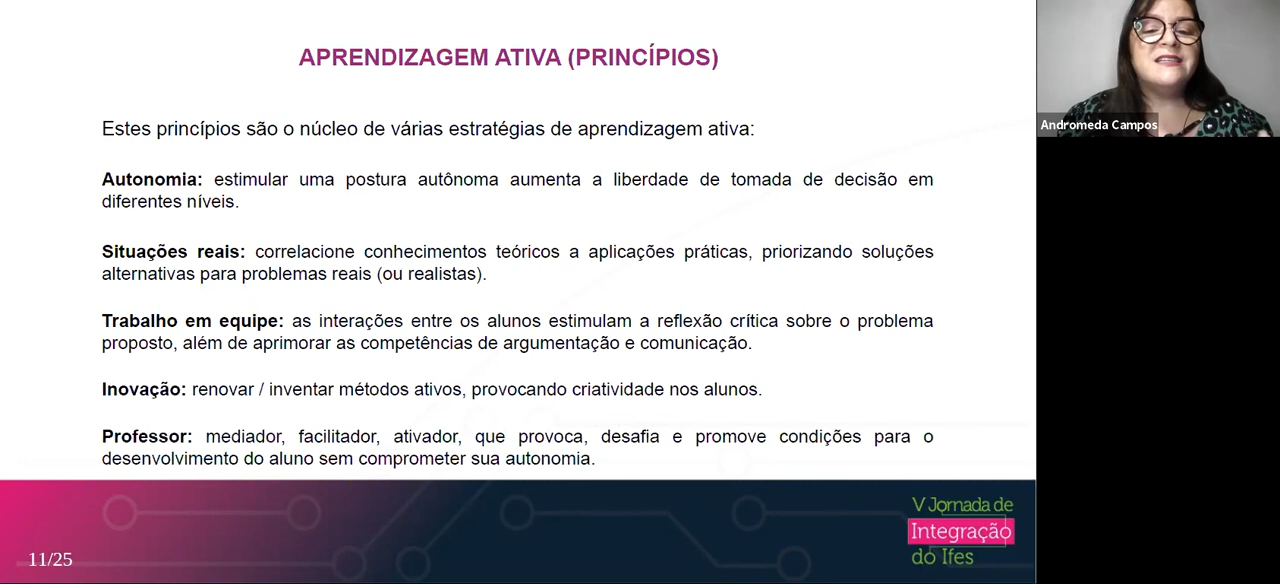 APRENDIZAGEM ATIVA (PRINCÍPIOS)
Estes princípios são o núcleo de várias estratégias de aprendizagem ativa:
Autonomia: estimular uma postura autônoma aumenta a liberdade de tomada de decisão em
diferentes níveis.
Situações reais: correlacione conhecimentos teóricos a aplicações práticas, priorizando soluções
alternativas para problemas reais (ou realistas).
Trabalho em equipe: as interações entre os alunos estimulam a reflexão crítica sobre o problema
proposto, além de aprimorar as competências de argumentação e comunicação.
Inovação: renovar / inventar métodos ativos, provocando criatividade nos alunos.
Professor: mediador, facilitador, ativador, que provoca, desafia e promove condições para o
desenvolvimento do aluno sem comprometer sua autonomia.
11/25
V Jornada de
Integração
do Ifes
Andromeda Campos